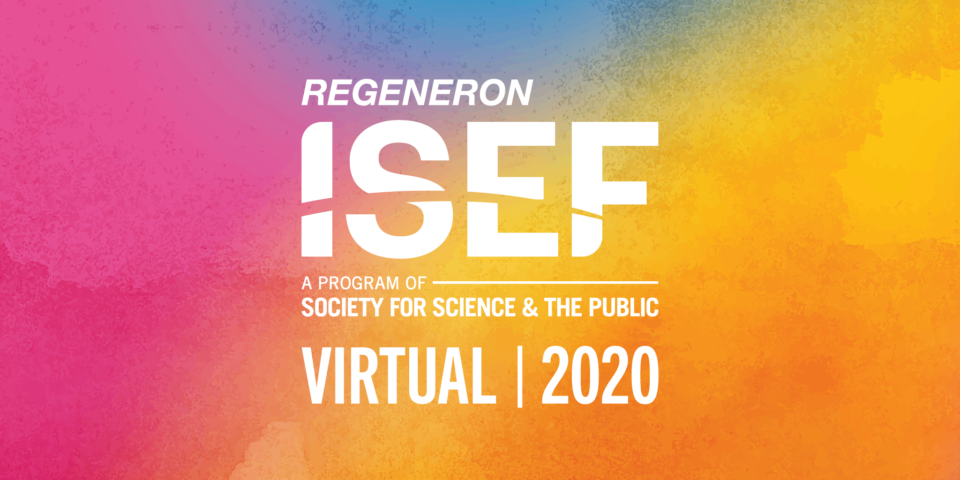 REGENERON
ISEF
A PROGRAM OF
SOCIETY FOR SCIENCE & THE PUBLIC
VIRTUAL | 2020